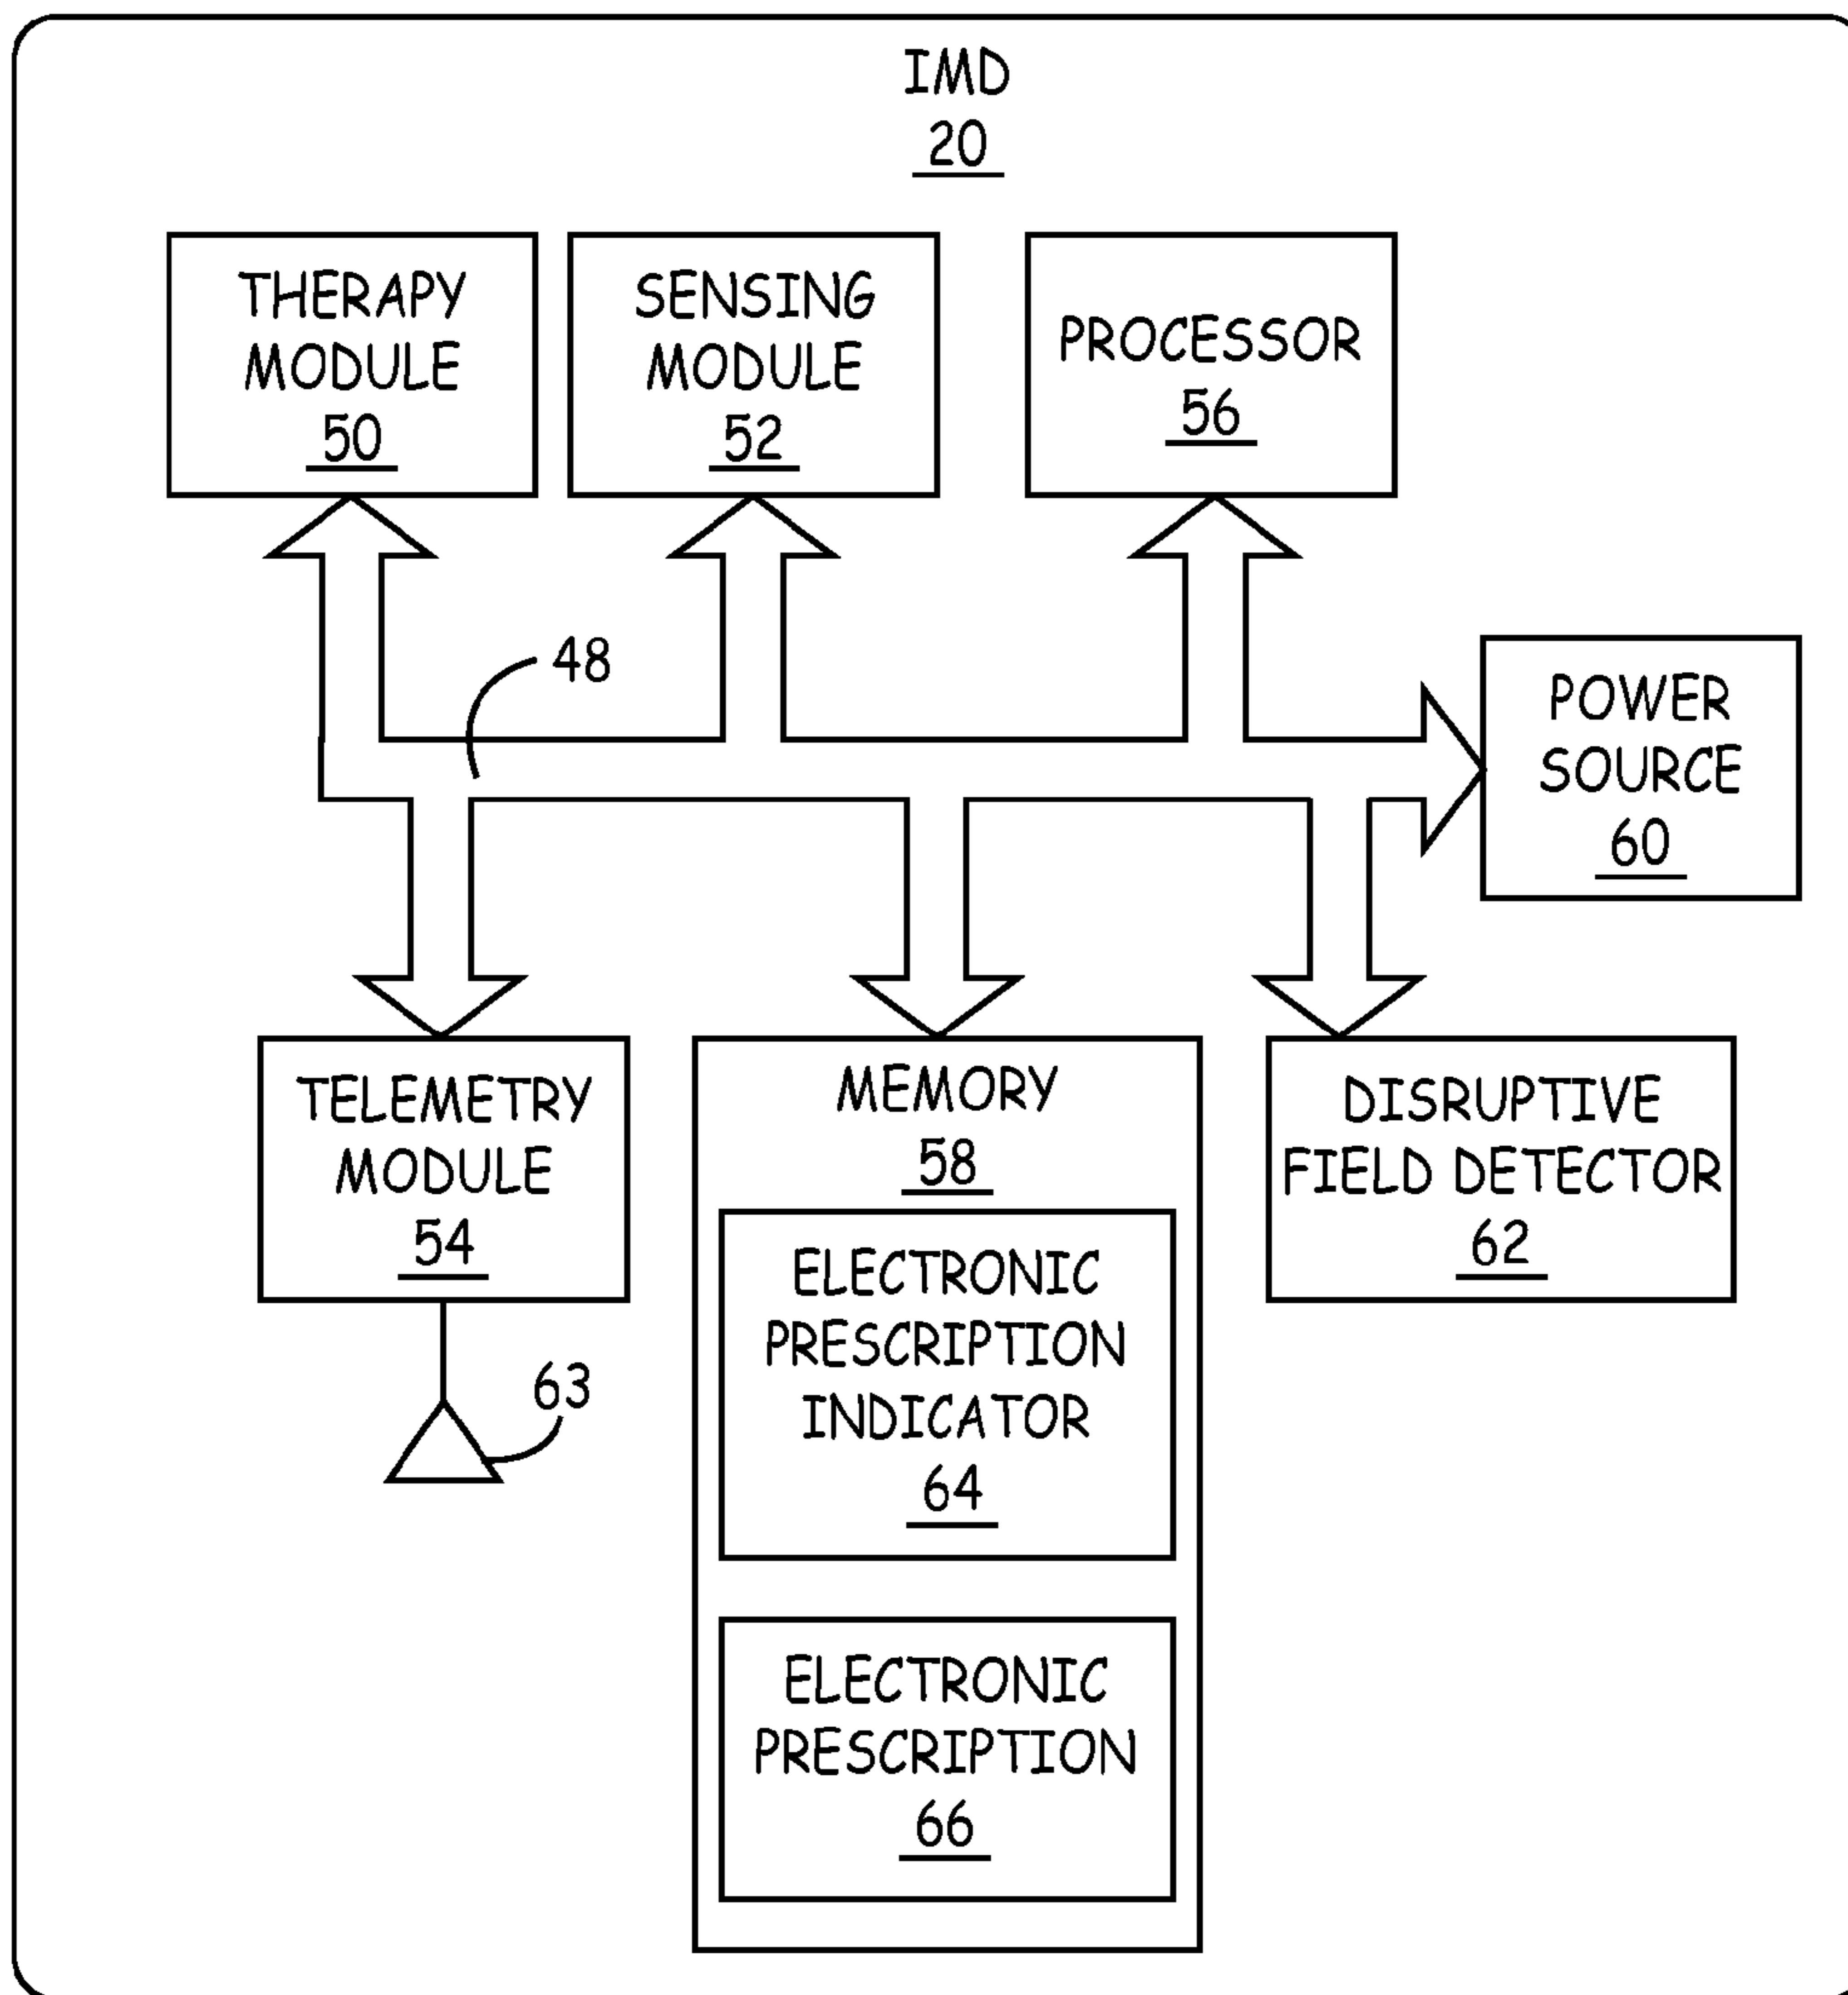 IMD
20
THERAPY
MODULE
50
SENSING
MODULE
52
PROCESSOR
56
48
POWER
SOURCE
60
TELEMETRY
MODULE
54
63
MEMORY
58
ELECTRONIC
PRESCRIPTION
INDICATOR
64
ELECTRONIC
PRESCRIPTION
66
DISRUPTIVE
FIELD DETECTOR
62